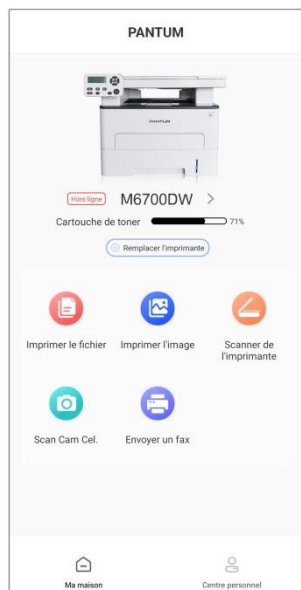 PANTUM
PANTUM
Hors ligne M6700DW >
Cartouche de toner 71%
Remplacer l'imprimante
Imprimer le fichier Imprimer l'image Scanner de
l'imprimante
Scan Cam Cel. Envoyer un fax
Ma maison Centre personnel